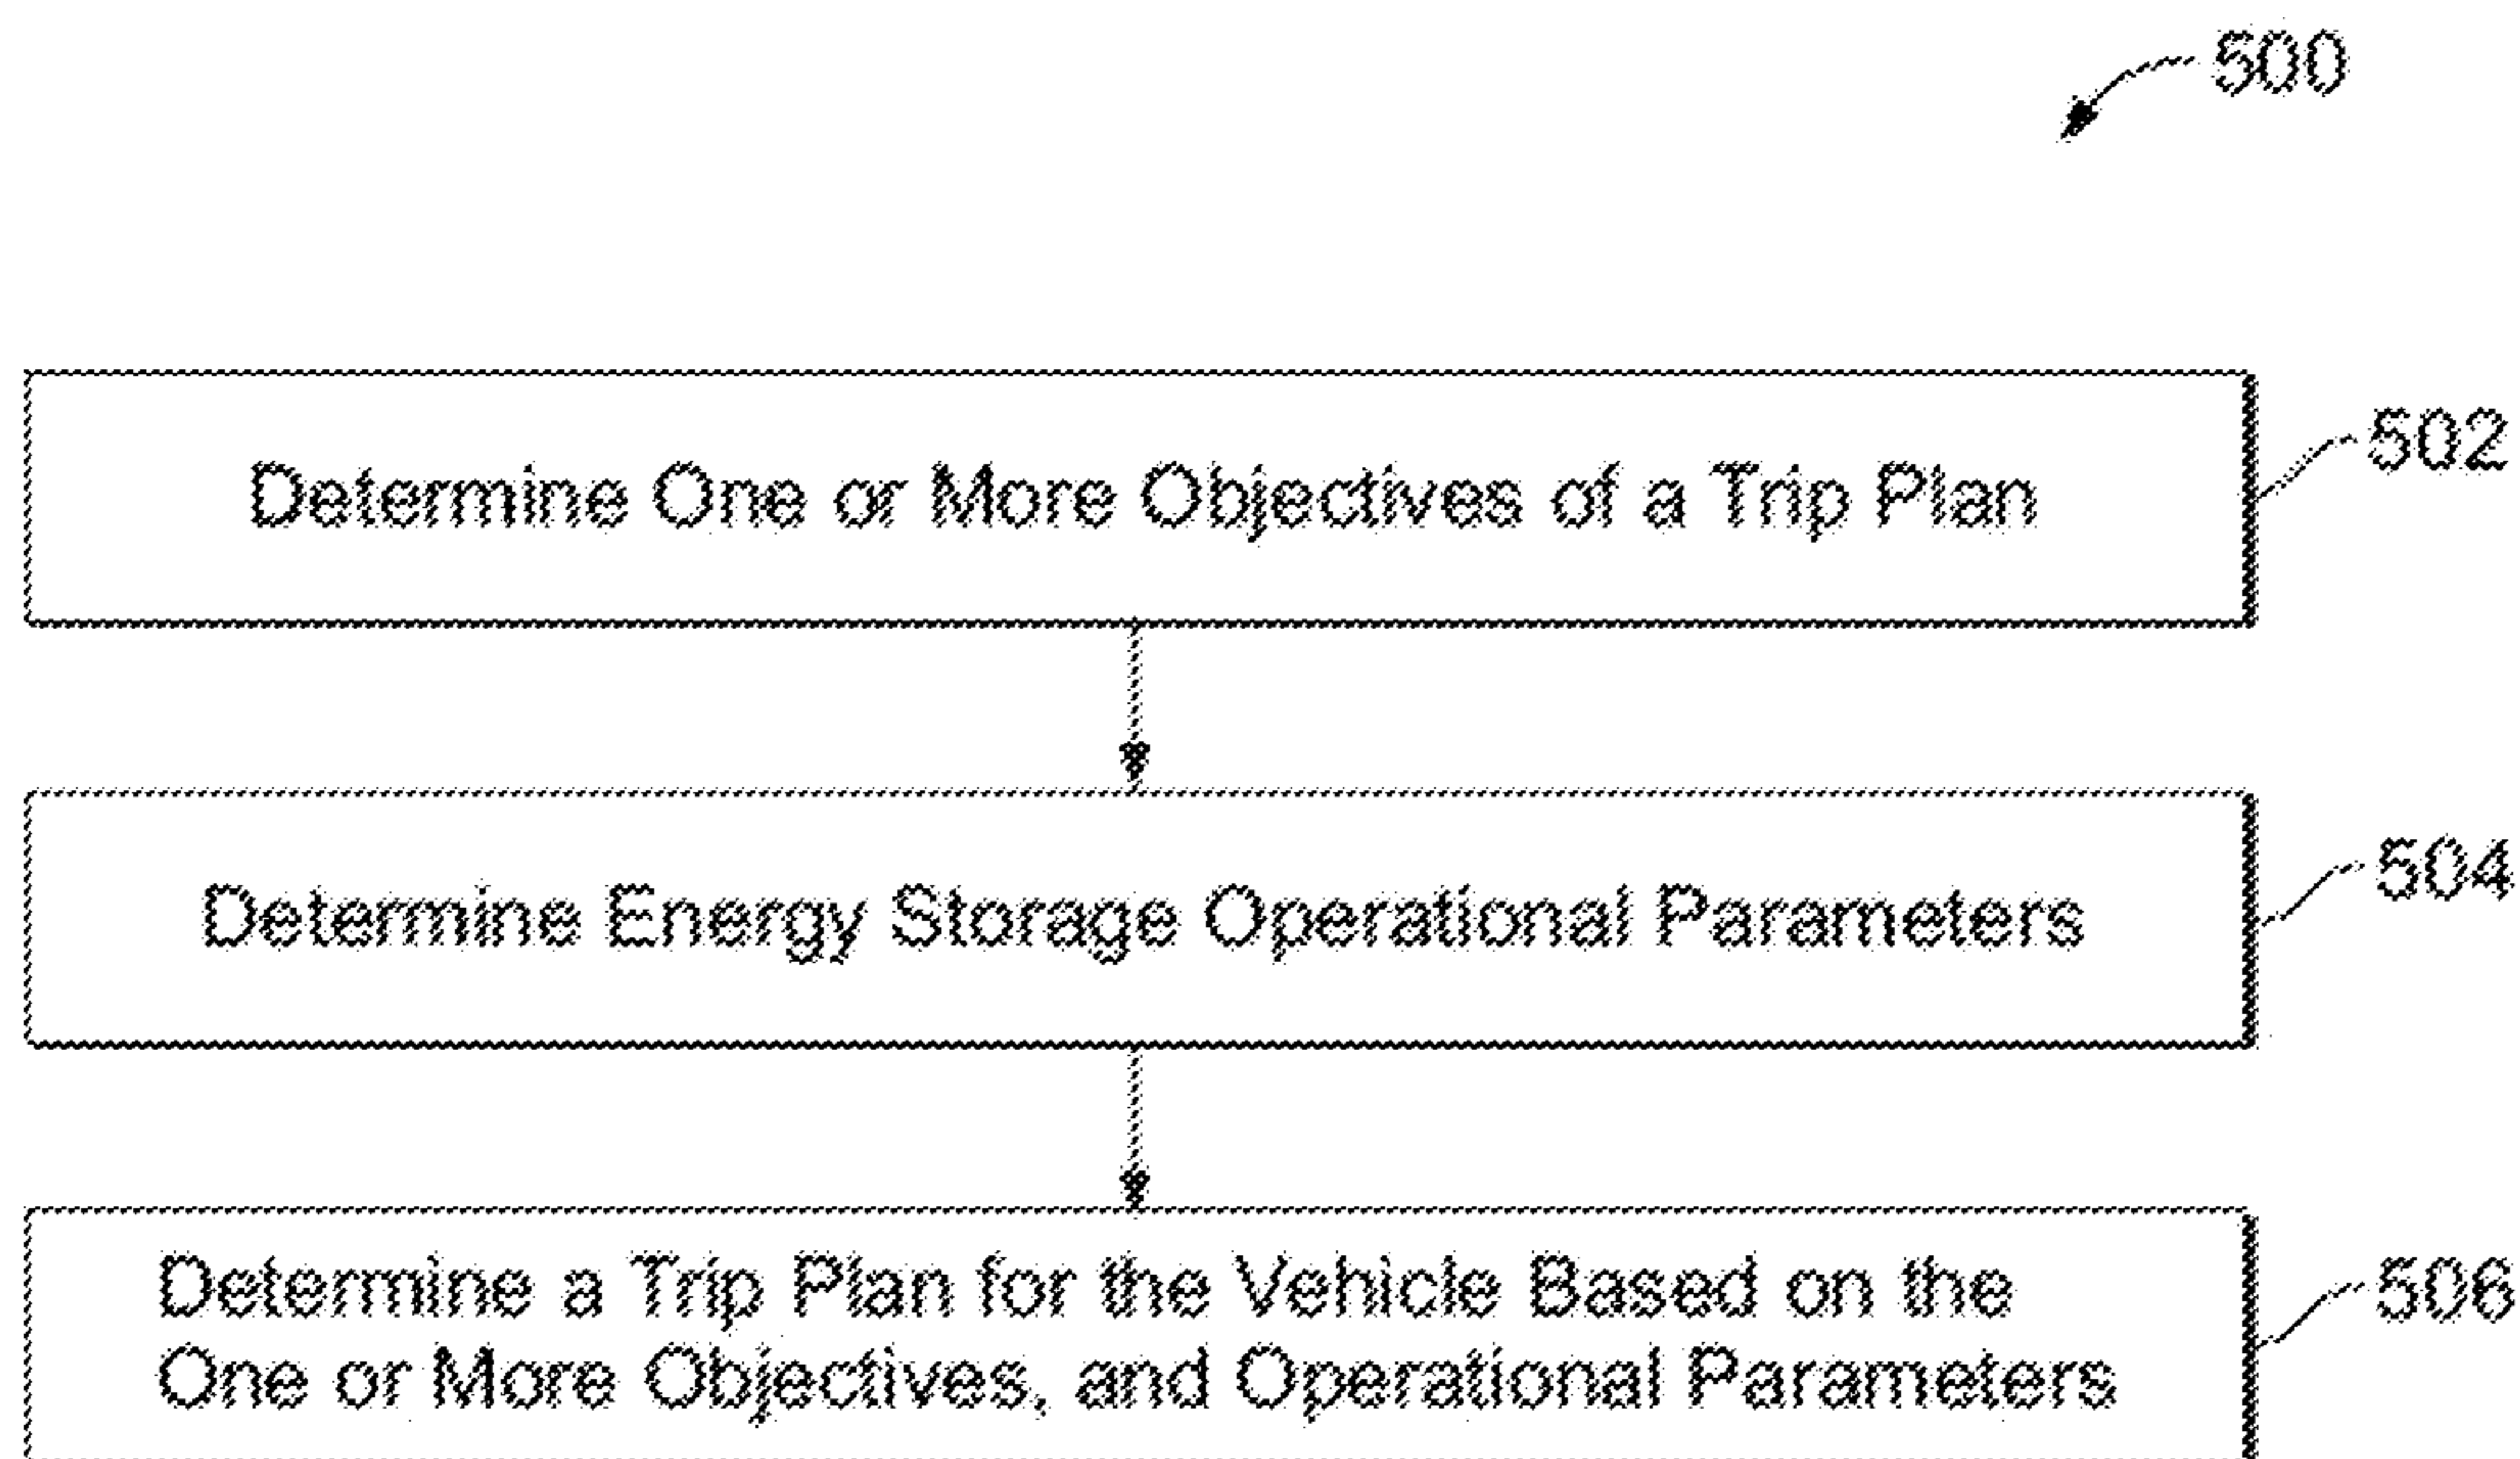 500
Determine One or More Objectives of a Trip Plan
502
Determine Energy Storage Operational Parameters
504
Determine a Trip Plan for the Vehicle Based on the
One or More Objectives, and Operational Parameters
506